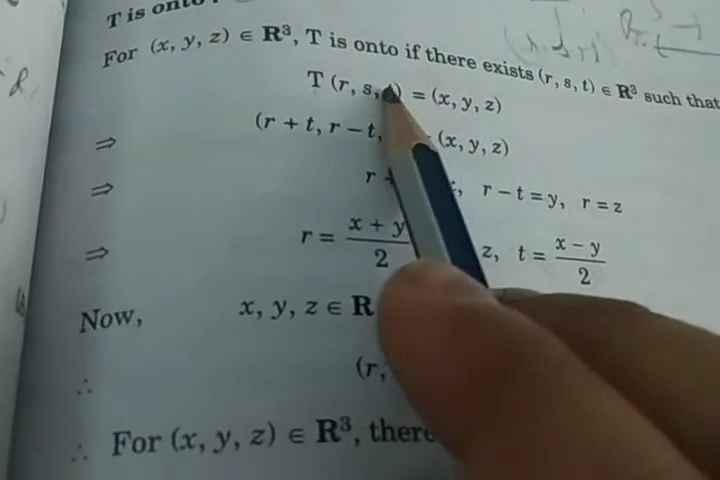 T is onto
For (x, y, z) ∈ R³, T is onto if there exists (r, s, t) ∈ R³ such that
T (r, s, ) = (x, y, z)
⇒ (r + t, r − t, (x, y, z)
⇒ r + , r − t = y, r = z
⇒ r = x + y / 2 z, t = x − y / 2
Now, x, y, z ∈ R
∴ (r,
∴ For (x, y, z) ∈ R³, there